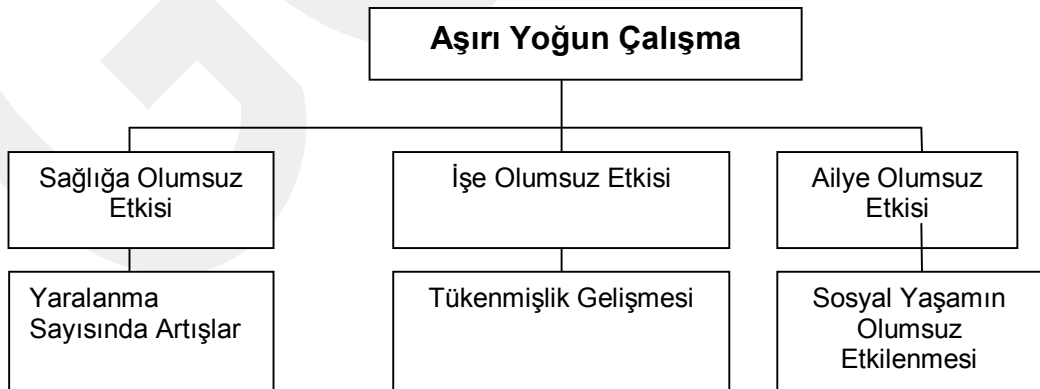 Aşırı Yoğun Çalışma
Sağlığa Olumsuz
Etkisi
İşe Olumsuz Etkisi
Ailye Olumsuz
Etkisi
Yaralanma
Sayısında Artışlar
Tükenmişlik Gelişmesi
Sosyal Yaşamın
Olumsuz
Etkilenmesi